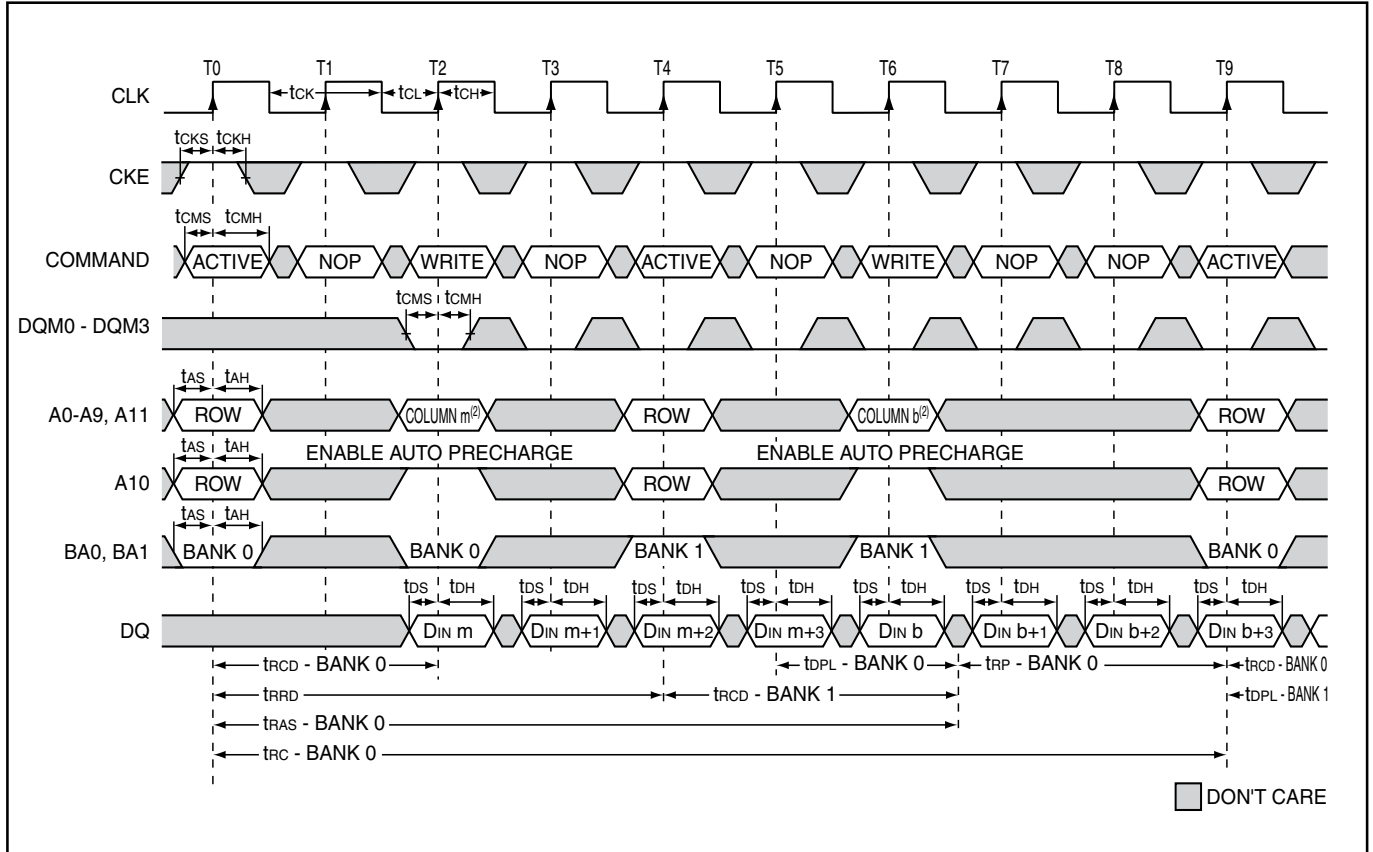 T0 T1 T2 T3 T4 T5 T6 T7 T8 T9
CLK tCK tCL tCH
tCKS tCKH
CKE
tCMS tCMH
COMMAND ACTIVE NOP WRITE NOP ACTIVE NOP WRITE NOP NOP ACTIVE
tCMS tCMH
DQM0 - DQM3
tAS tAH
A0-A9, A11 ROW COLUMN m(2) ROW COLUMN b(2) ROW
tAS tAH ENABLE AUTO PRECHARGE ENABLE AUTO PRECHARGE
A10 ROW ROW ROW
tAS tAH
BA0, BA1 BANK 0 BANK 0 BANK 1 BANK 1 BANK 0
tDS tDH tDS tDH tDS tDH tDS tDH tDS tDH tDS tDH tDS tDH tDS tDH
DQ DIN m DIN m+1 DIN m+2 DIN m+3 DIN b DIN b+1 DIN b+2 DIN b+3
tRCD - BANK 0 tDPL - BANK 0 tRP - BANK 0 tRCD - BANK 0
tRRD tRCD - BANK 1 tDPL - BANK 1
tRAS - BANK 0
tRC - BANK 0
DON'T CARE